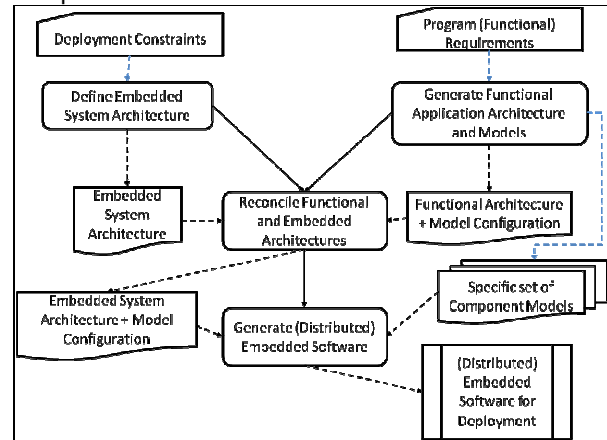 Deployment Constraints
Program (Functional)
Requirements
Define Embedded
System Architecture
Generate Functional
Application Architecture
and Models
Embedded
System
Architecture
Reconcile Functional
and Embedded
Architectures
Functional Architecture
+ Model Configuration
Embedded System
Architecture + Model
Configuration
Generate (Distributed)
Embedded Software
Specific set of
Component Models
(Distributed)
Embedded
Software for
Deployment